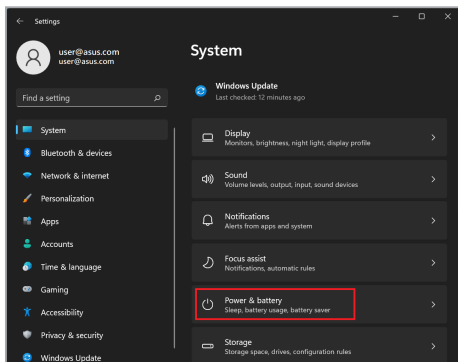 Settings
user@asus.com
user@asus.com
Find a setting
System
Bluetooth & devices
Network & internet
Personalization
Apps
Accounts
Time & language
Gaming
Accessibility
Privacy & security
Windows Update
System
Windows Update
Last checked: 12 minutes ago
Display
Monitors, brightness, night light, display profile
Sound
Volume levels, output, input, sound devices
Notifications
Alerts from apps and system
Focus assist
Notifications, automatic rules
Power & battery
Sleep, battery usage, battery saver
Storage
Storage space, drives, configuration rules